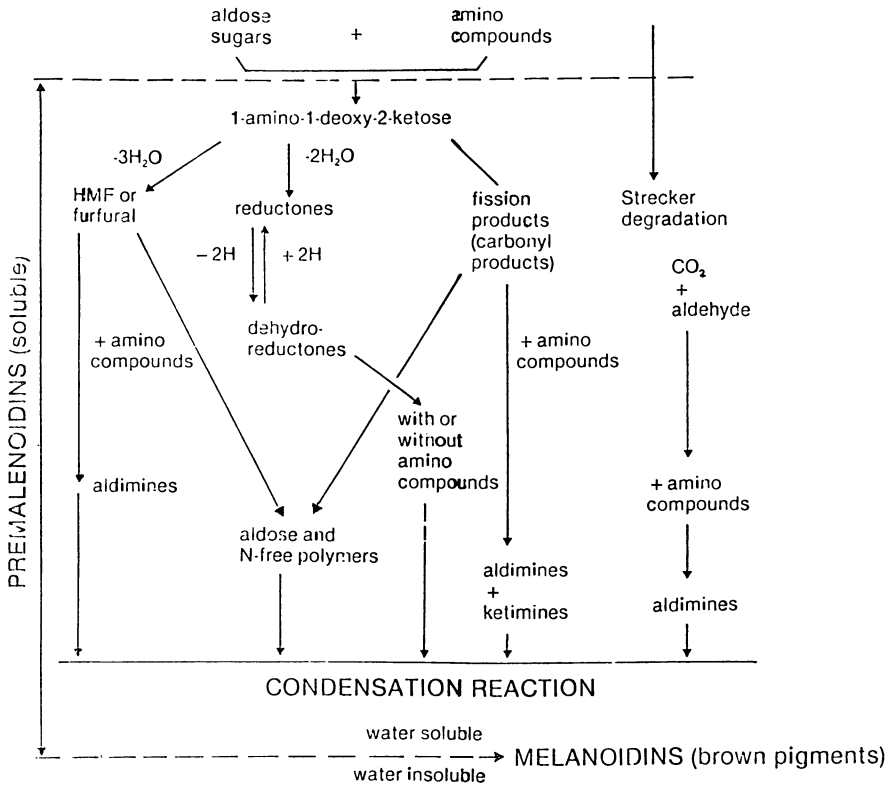 aldose
sugars
+
amino
compounds
1-amino-1-deoxy-2-ketose
-3H₂O
-2H₂O
HMF or
furfural
reductones
fission
products
(carbonyl
products)
Strecker
degradation
− 2H
+ 2H
CO₂
+
aldehyde
dehydro-
reductones
+ amino
compounds
+ amino
compounds
with or
without
amino
compounds
aldimines
+ amino
compounds
aldose and
N-free polymers
aldimines
+
ketimines
aldimines
PREMALENOIDINS (soluble)
CONDENSATION REACTION
water soluble
MELANOIDINS (brown pigments)
water insoluble